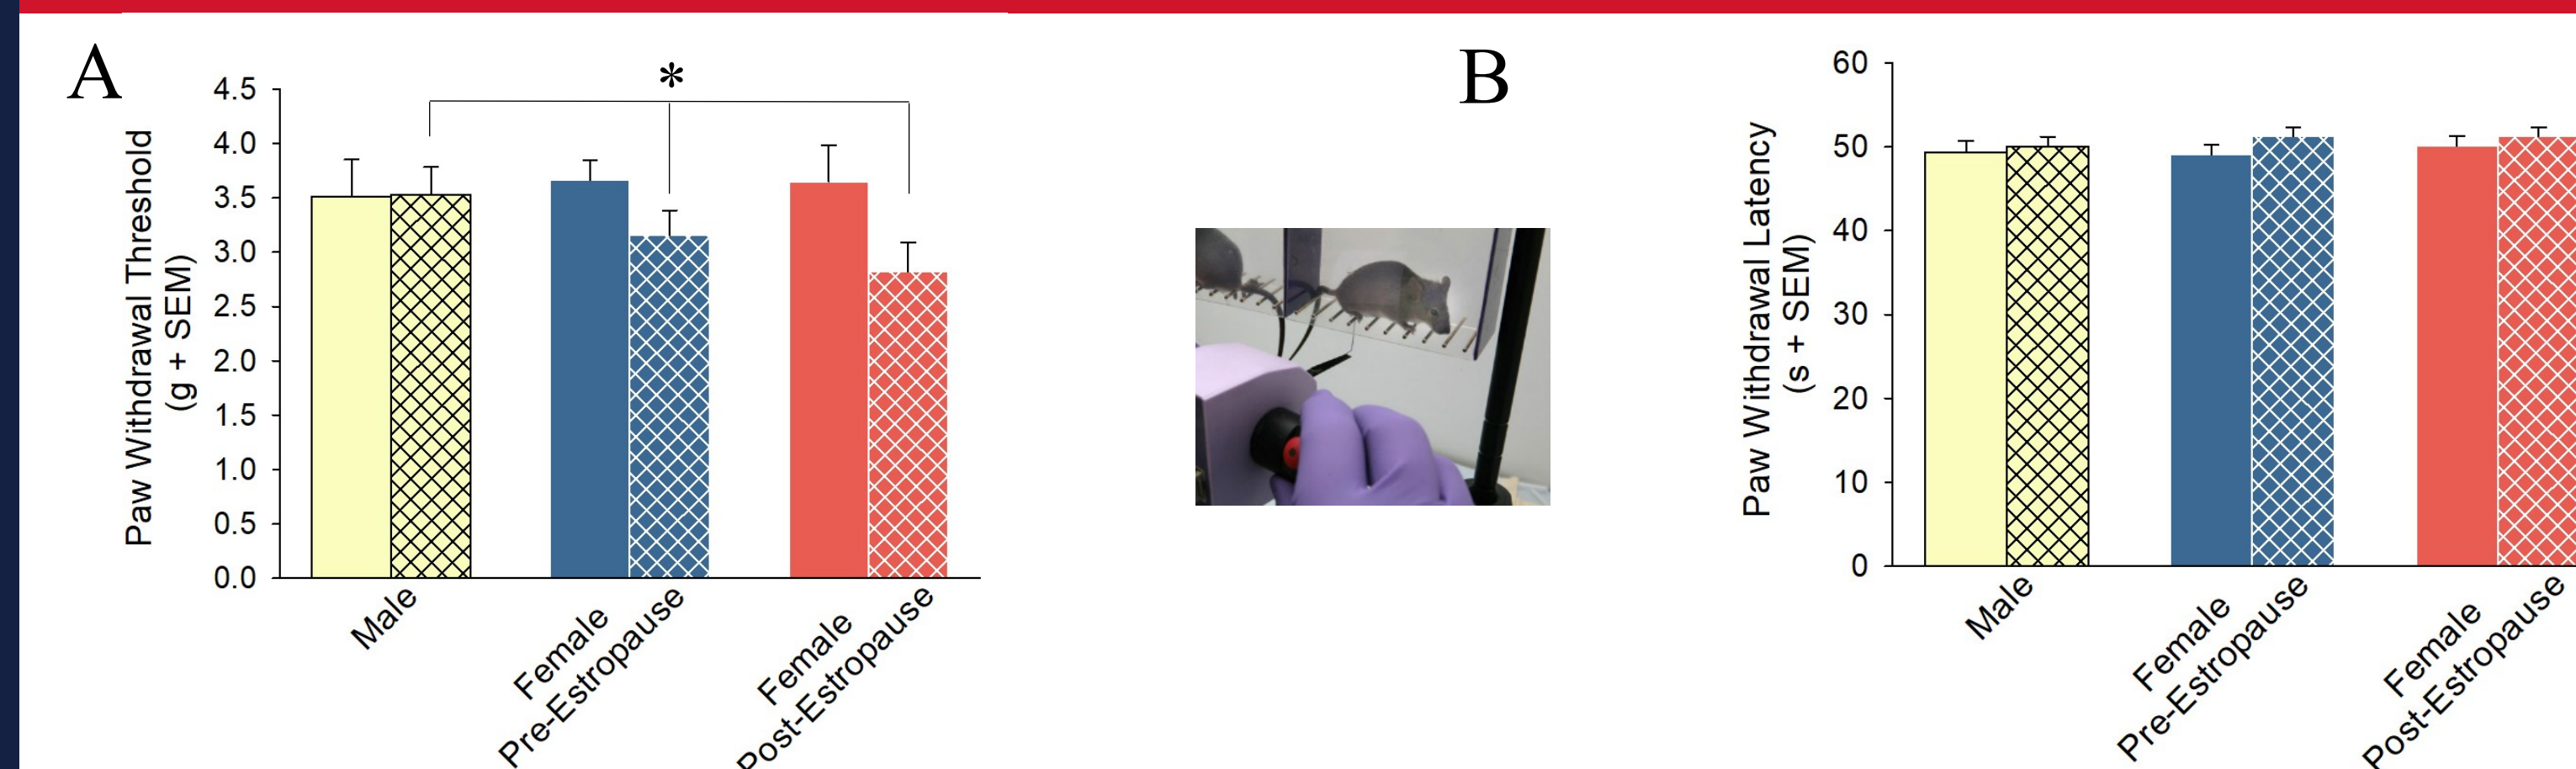 A
*
4.5
4.0
3.5
3.0
2.5
2.0
1.5
1.0
0.5
0.0
Paw Withdrawal Threshold
(g + SEM)
Male
Female
Pre-Estropause
Female
Post-Estropause
B
60
50
40
30
20
10
0
Paw Withdrawal Latency
(s + SEM)
Male
Female
Pre-Estropause
Female
Post-Estropause